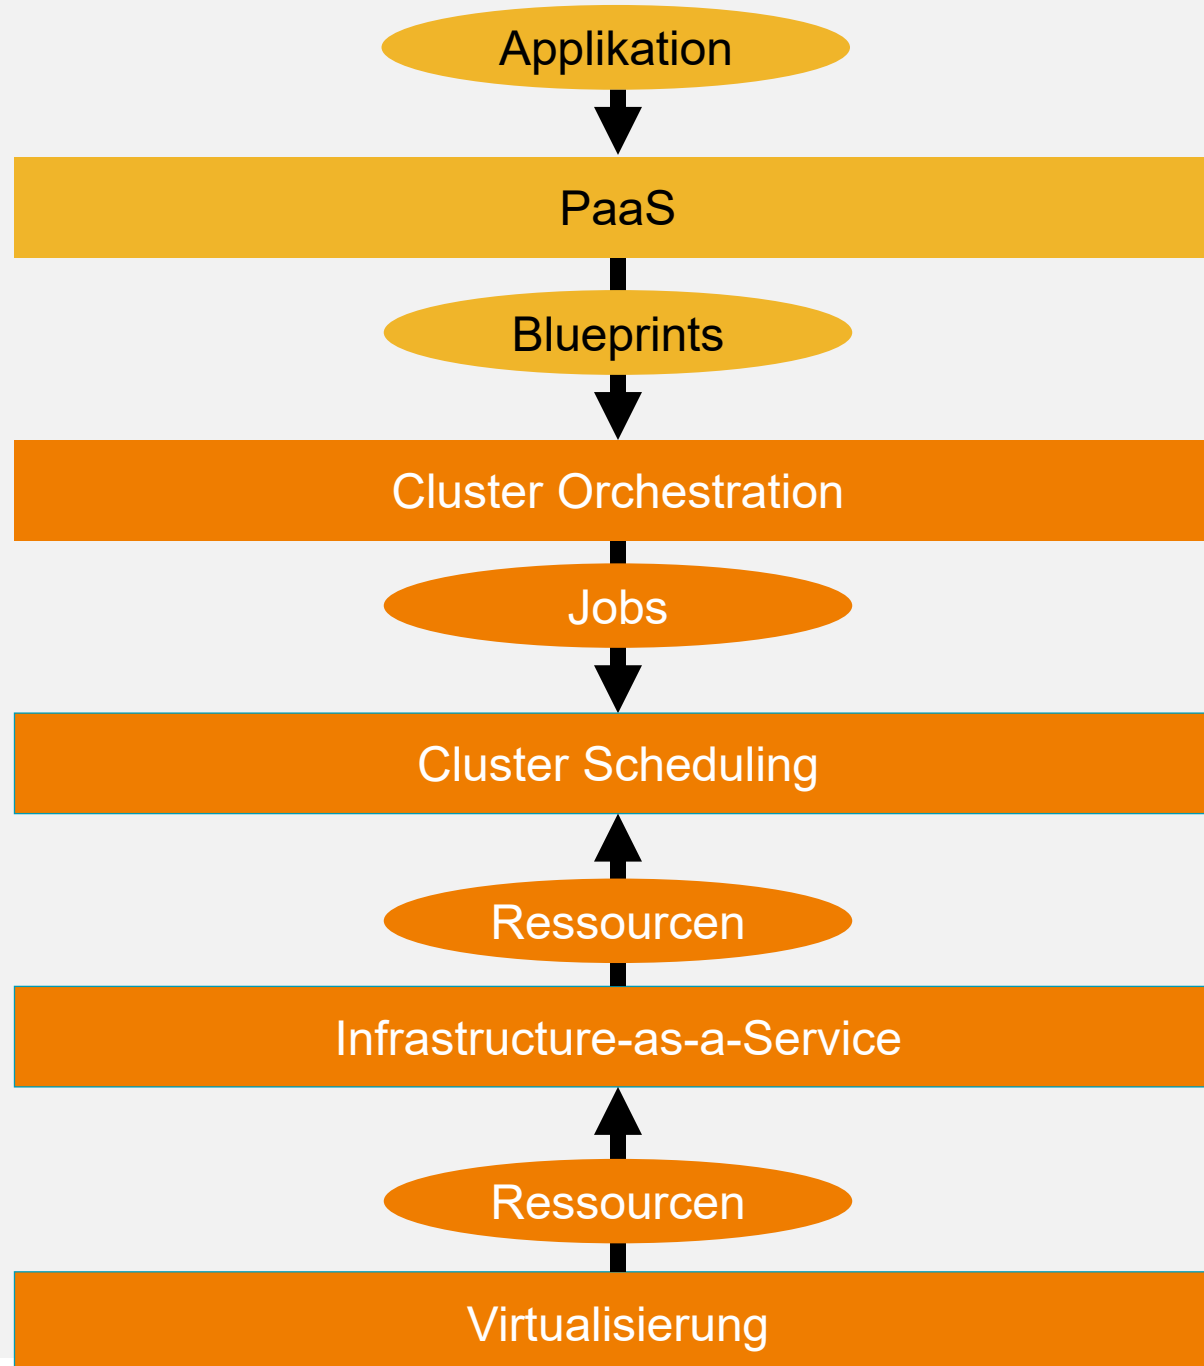 Applikation
PaaS
Blueprints
Cluster Orchestration
Jobs
Cluster Scheduling
Ressourcen
Infrastructure-as-a-Service
Ressourcen
Virtualisierung